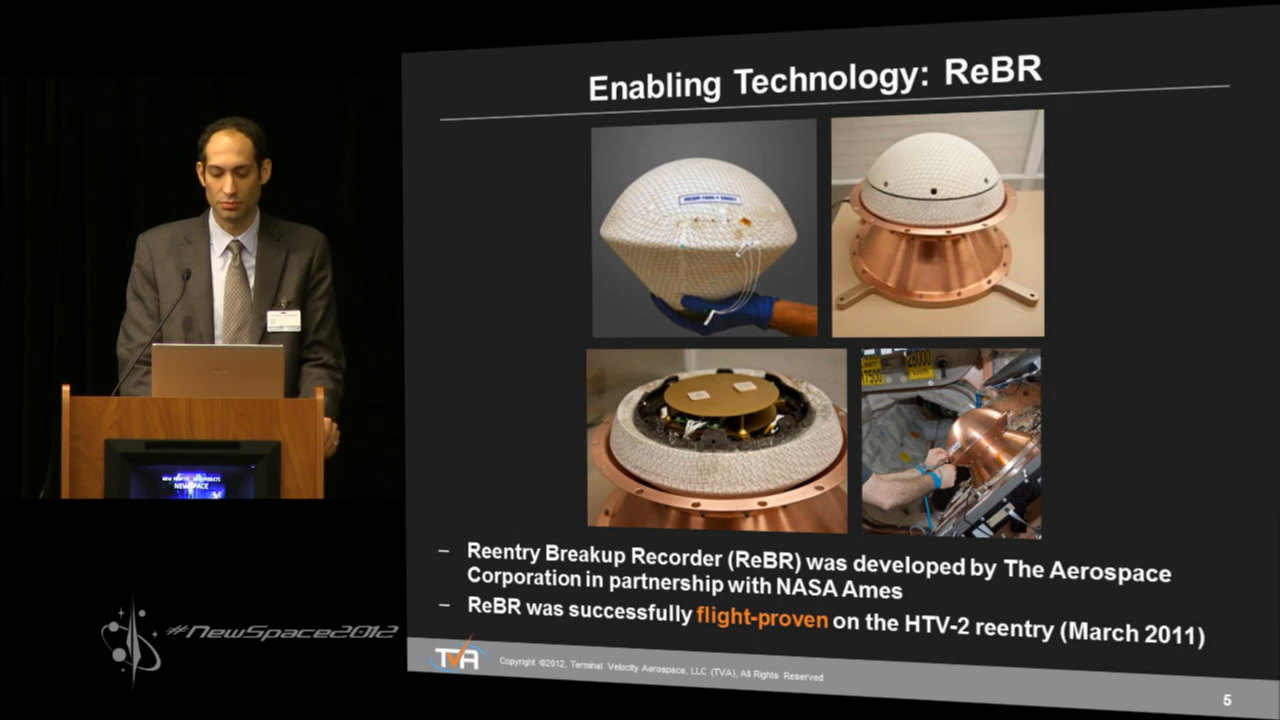 Enabling Technology: ReBR
17500
– Reentry Breakup Recorder (ReBR) was developed by The Aerospace
Corporation in partnership with NASA Ames
– ReBR was successfully flight-proven on the HTV-2 reentry (March 2011)
#NewSpace2012
TVA
Copyright ©2012, Terminal Velocity Aerospace, LLC (TVA), All Rights Reserved
5
NEWSPACE